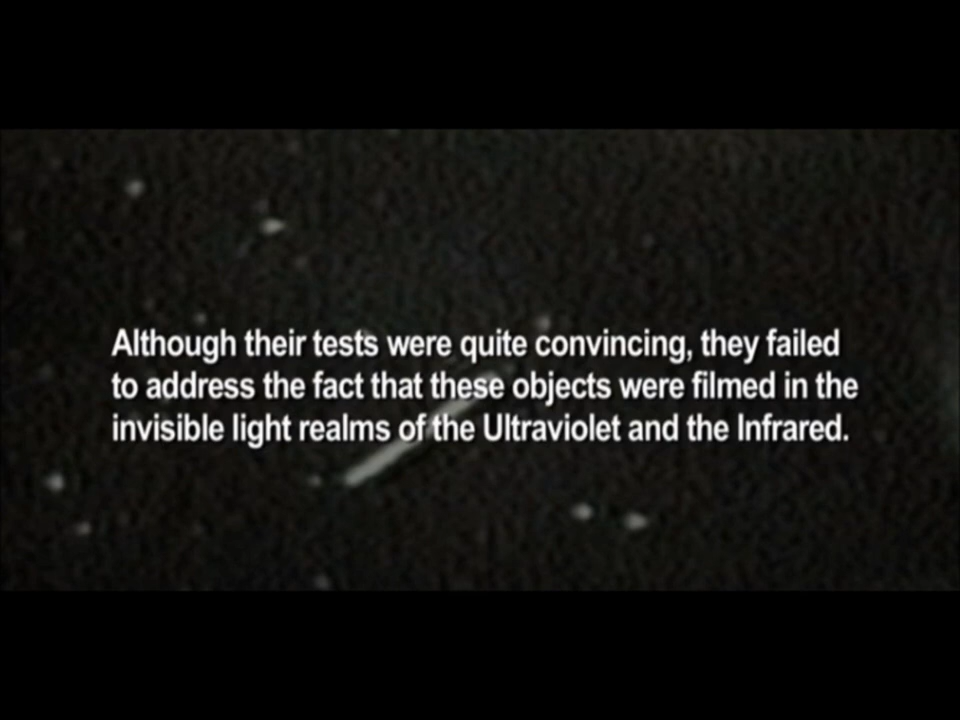 Although their tests were quite convincing, they failed
to address the fact that these objects were filmed in the
invisible light realms of the Ultraviolet and the Infrared.